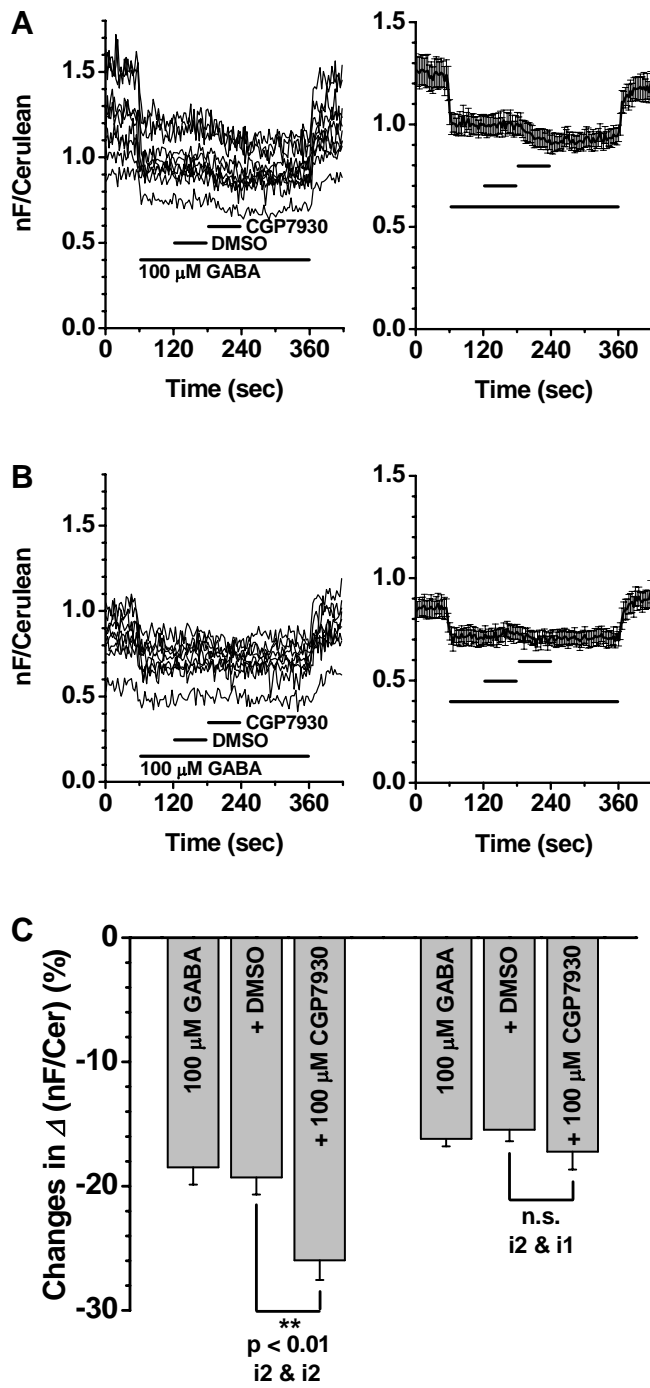 A
nF/Cerulean
1.5
1.0
0.5
0.0
CGP7930
DMSO
100 μM GABA
0 120 240 360
Time (sec)
1.5
1.0
0.5
0.0
0 120 240 360
Time (sec)
B
nF/Cerulean
1.5
1.0
0.5
0.0
CGP7930
DMSO
100 μM GABA
0 120 240 360
Time (sec)
1.5
1.0
0.5
0.0
0 120 240 360
Time (sec)
C
Changes in Δ (nF/Cer) (%)
0
-10
-20
-30
100 μM GABA
+ DMSO
+ 100 μM CGP7930
**
p < 0.01
i2 & i2
100 μM GABA
+ DMSO
+ 100 μM CGP7930
n.s.
i2 & i1